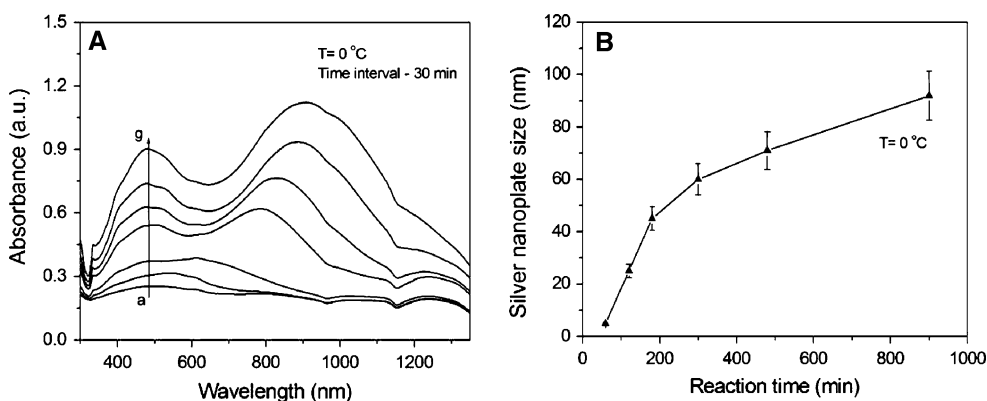 A
T= 0 °C
Time interval - 30 min
g
a
Absorbance (a.u.)
1.5
1.2
0.9
0.6
0.3
0.0
400 600 800 1000 1200
Wavelength (nm)
B
T= 0 °C
Silver nanoplate size (nm)
120
100
80
60
40
20
0
0 200 400 600 800 1000
Reaction time (min)